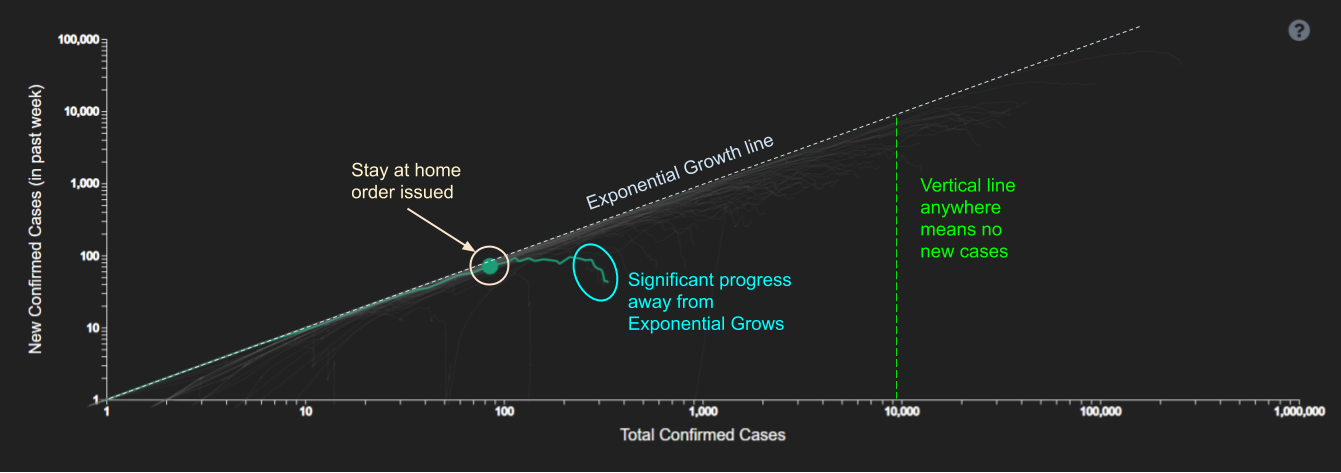 ?
100,000
10,000
1,000
100
10
1
New Confirmed Cases (in past week)
Stay at home
order issued
Exponential Growth line
Vertical line
anywhere
means no
new cases
Significant progress
away from
Exponential Grows
1
10
100
1,000
10,000
100,000
1,000,000
Total Confirmed Cases